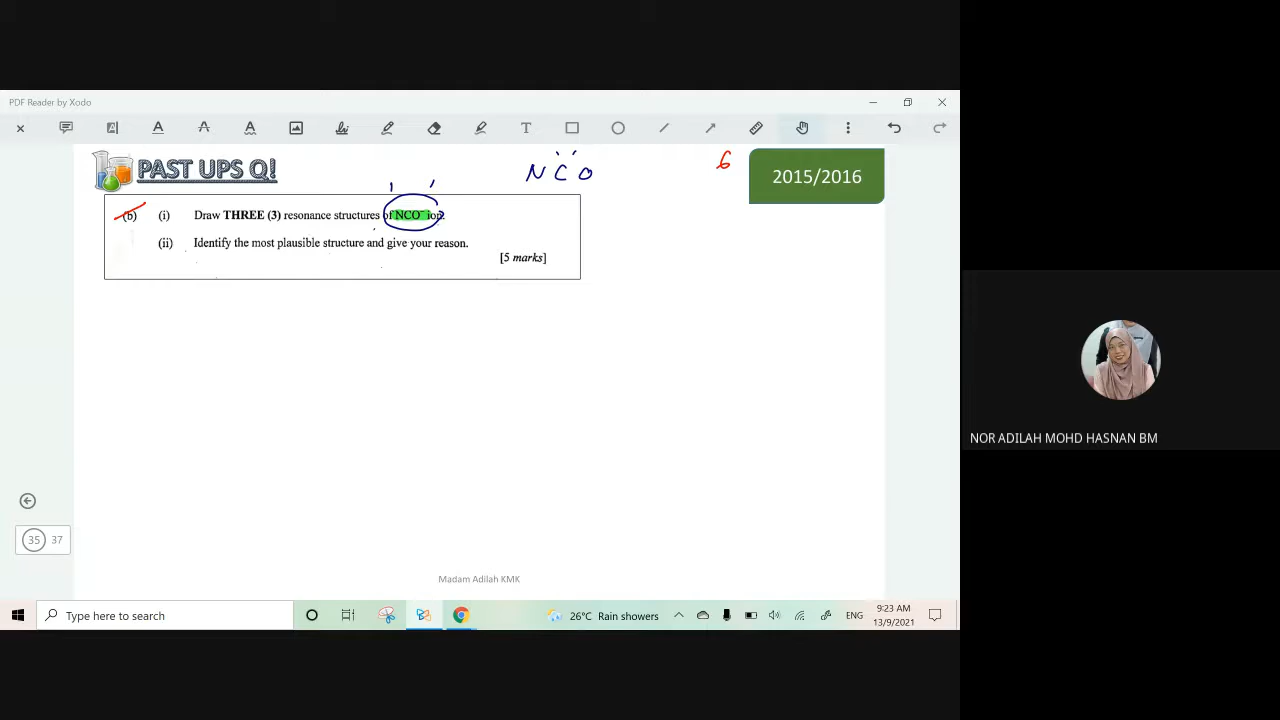 PDF Reader by Xodo
PAST UPS Q!
N C O
6
2015/2016
(b) (i) Draw THREE (3) resonance structures of NCO⁻ ion.
(ii) Identify the most plausible structure and give your reason.
[5 marks]
NOR ADILAH MOHD HASNAN BM
35 37
Madam Adilah KMK
Type here to search
26°C Rain showers
ENG
9:23 AM
13/9/2021